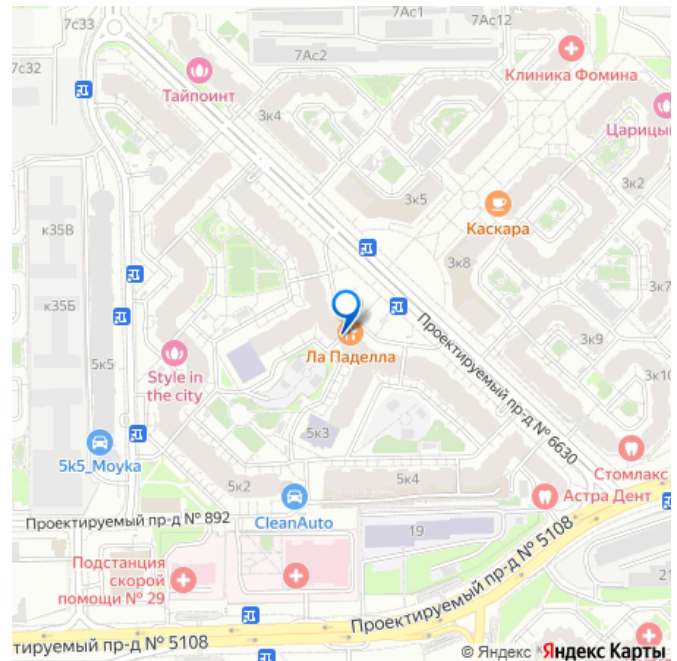 7с33
7Ас1
7Ас12
7с32
7Ас2
Клиника Фомина
Тайпоинт
3к4
Царицын
3к2
3к5
Каскара
к35В
3к8
3к7
к35Б
Проектируемый пр-д № 6630
3к9
Ла Паделла
5к5
Style in
the city
3к10
5к3
5k5_Moyka
5к2
5к4
Стомлакс
Астра Дент
Проектируемый пр-д № 892
CleanAuto
19
Подстанция
скорой
помощи № 29
Проектируемый пр-д № 5108
21
тируемый пр-д № 5108
© Яндекс
Яндекс Карты